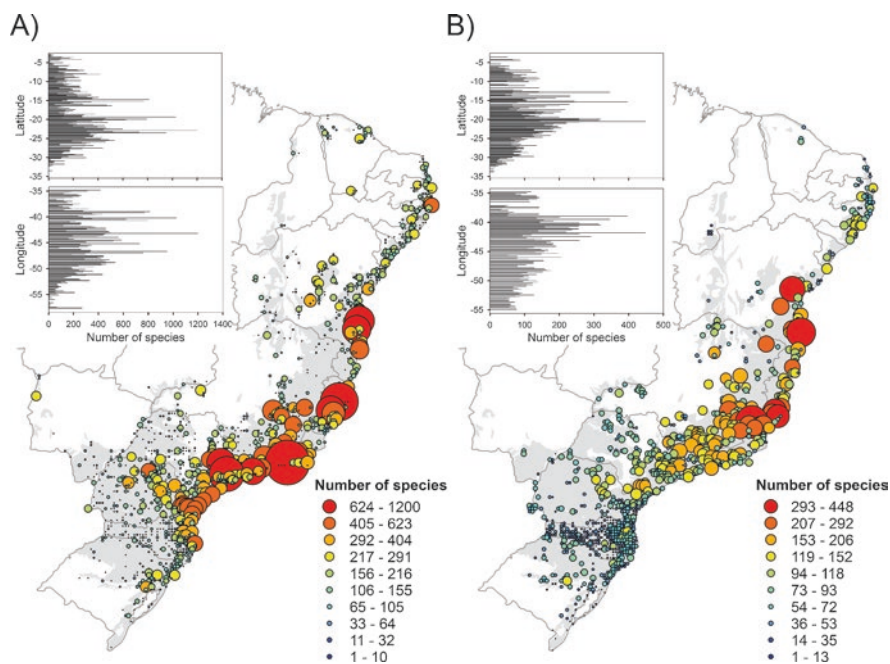 A)
-5
-10
-15
-20
-25
-30
-35
Latitude
-35
-40
-45
-50
-55
Longitude
0 200 400 600 800 1000 1200 1400
Number of species
Number of species
624 - 1200
405 - 623
292 - 404
217 - 291
156 - 216
106 - 155
65 - 105
33 - 64
11 - 32
1 - 10
B)
-5
-10
-15
-20
-25
-30
-35
Latitude
-35
-40
-45
-50
-55
Longitude
0 100 200 300 400 500
Number of species
Number of species
293 - 448
207 - 292
153 - 206
119 - 152
94 - 118
73 - 93
54 - 72
36 - 53
14 - 35
1 - 13